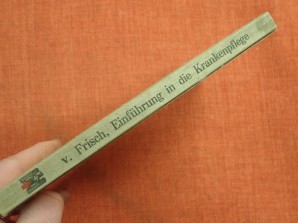 v. Frisch, Einführung in die Krankenpflege